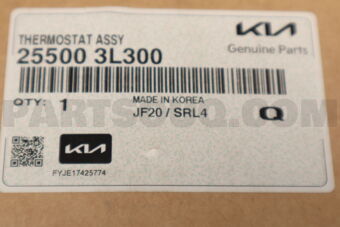 KIA
THERMOSTAT ASSY
Genuine Parts
25500 3L300
QTY: 1
MADE IN KOREA
JF20 / SRL4
Q
KIA
FYJE17425774
PARTSOUQ.COM